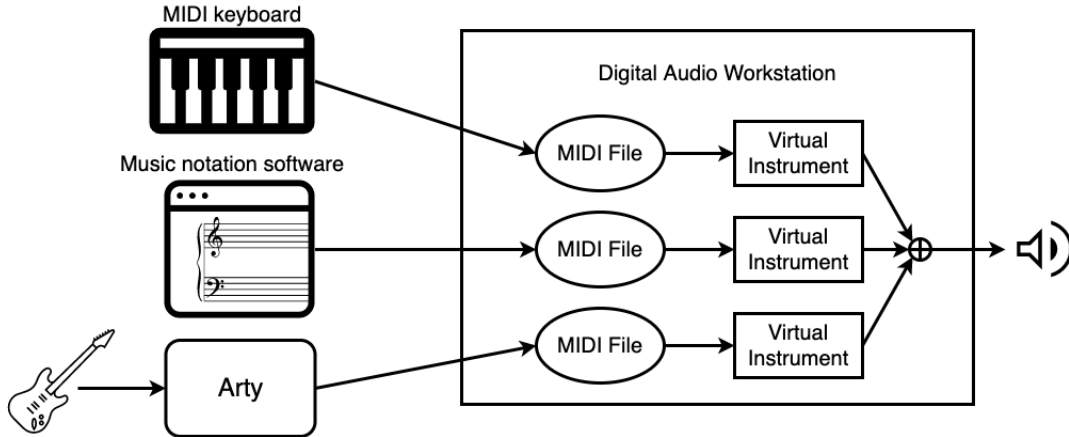 MIDI keyboard
Digital Audio Workstation
MIDI File
Virtual
Instrument
Music notation software
MIDI File
Virtual
Instrument
Arty
MIDI File
Virtual
Instrument